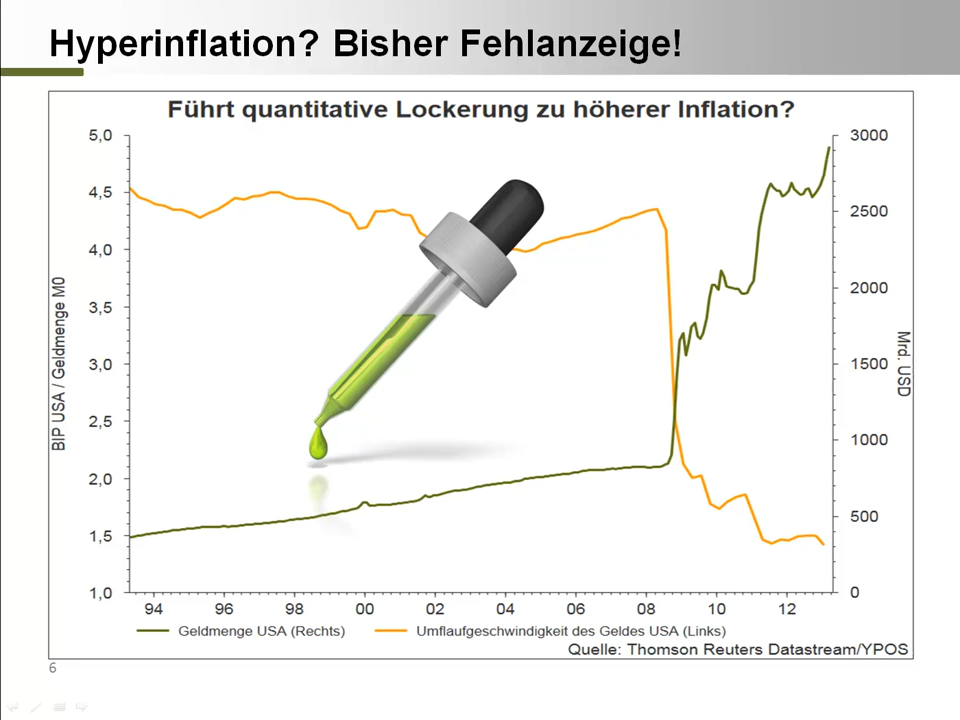 Hyperinflation? Bisher Fehlanzeige!
Führt quantitative Lockerung zu höherer Inflation?
5,0
4,5
4,0
3,5
3,0
2,5
2,0
1,5
1,0
BIP USA / Geldmenge M0
3000
2500
2000
1500
1000
500
0
Mrd. USD
94 96 98 00 02 04 06 08 10 12
Geldmenge USA (Rechts) Umflaufgeschwindigkeit des Geldes USA (Links)
Quelle: Thomson Reuters Datastream/YPOS
6